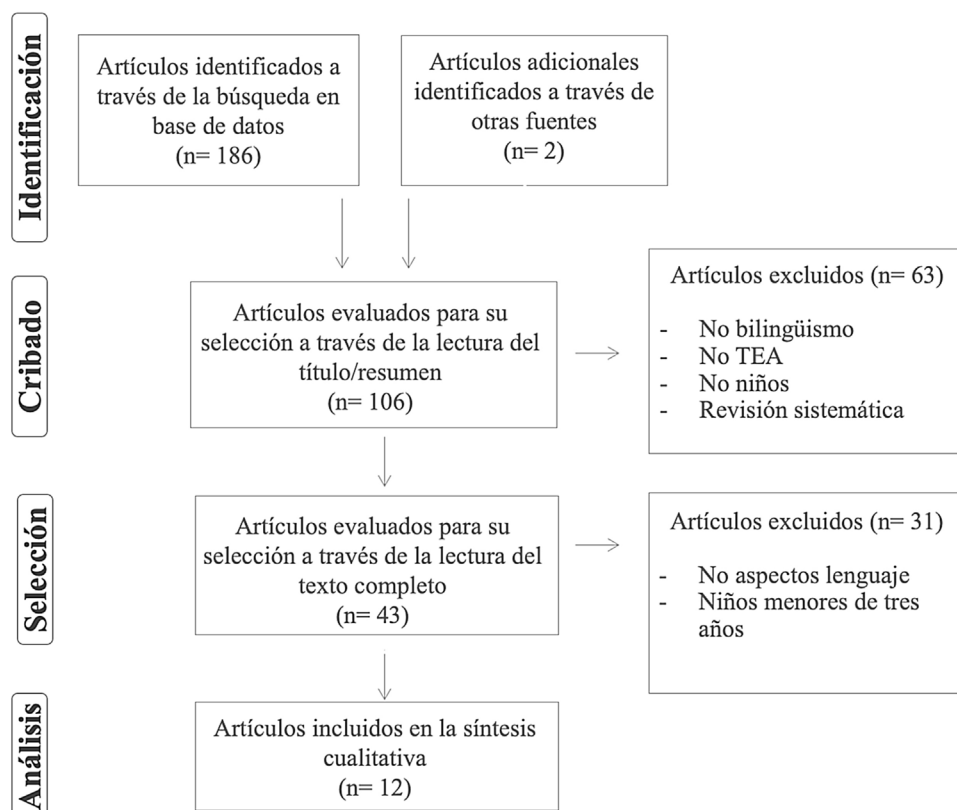 Identificación
Artículos identificados a
través de la búsqueda en
base de datos
(n= 186)
Artículos adicionales
identificados a través de
otras fuentes
(n= 2)
Cribado
Artículos evaluados para su
selección a través de la lectura del
título/resumen
(n= 106)
Artículos excluidos (n= 63)
- No bilingüismo
- No TEA
- No niños
- Revisión sistemática
Selección
Artículos evaluados para su
selección a través de la lectura del
texto completo
(n= 43)
Artículos excluidos (n= 31)
- No aspectos lenguaje
- Niños menores de tres
años
Análisis
Artículos incluidos en la síntesis
cualitativa
(n= 12)